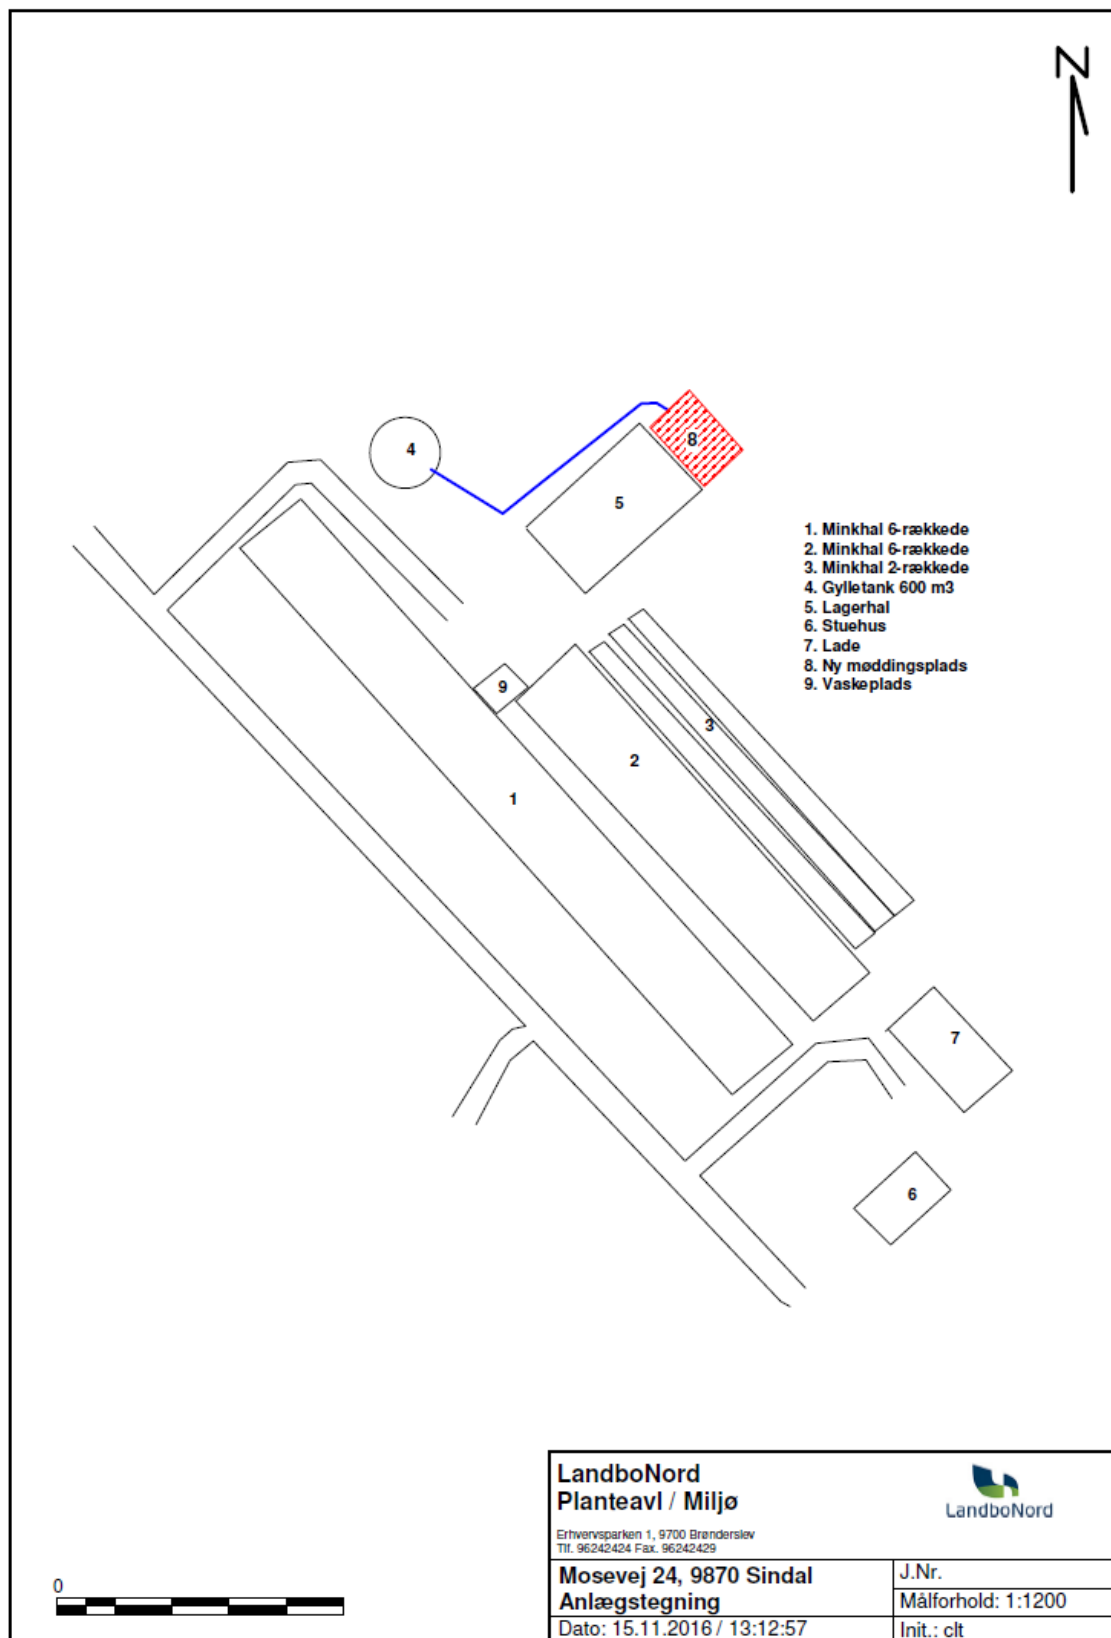 N
4
8
5
1. Minkhal 6-rækkede
2. Minkhal 6-rækkede
3. Minkhal 2-rækkede
4. Gylletank 600 m3
5. Lagerhal
6. Stuehus
7. Lade
8. Ny møddingsplads
9. Vaskeplads
9
3
2
1
7
6
0
LandboNord
Planteavl / Miljø
LandboNord
Erhvervsparken 1, 9700 Brønderslev
Tlf. 96242424 Fax. 96242429
Mosevej 24, 9870 Sindal
Anlægstegning
J.Nr.
Målforhold: 1:1200
Dato: 15.11.2016 / 13:12:57
Init.: clt